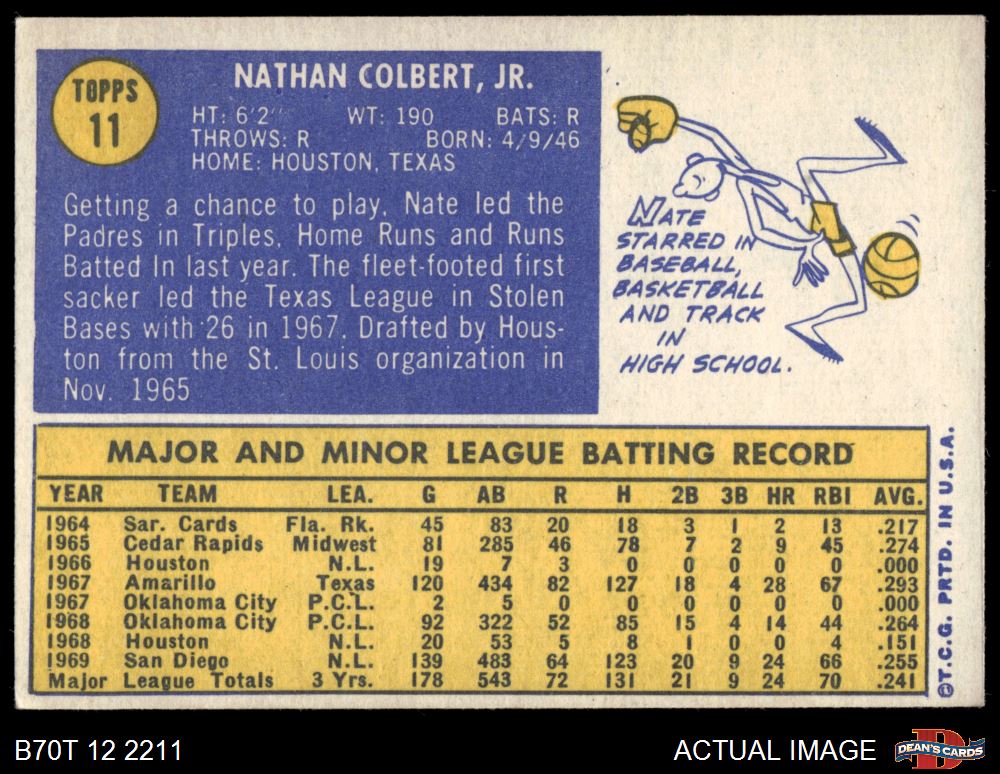 TOPPS
11
NATHAN COLBERT, JR.
HT: 6'2" WT: 190 BATS: R
THROWS: R BORN: 4/9/46
HOME: HOUSTON, TEXAS
Getting a chance to play, Nate led the
Padres in Triples, Home Runs and Runs
Batted In last year. The fleet-footed first
sacker led the Texas League in Stolen
Bases with 26 in 1967. Drafted by Hous-
ton from the St. Louis organization in
Nov. 1965
NATE
STARRED IN
BASEBALL,
BASKETBALL
AND TRACK
IN
HIGH SCHOOL.
MAJOR AND MINOR LEAGUE BATTING RECORD
YEAR TEAM LEA. G AB R H 2B 3B HR RBI AVG.
1964 Sar. Cards Fla. Rk. 45 83 20 18 3 1 2 13 .217
1965 Cedar Rapids Midwest 81 285 46 78 7 2 9 45 .274
1966 Houston N.L. 19 7 3 0 0 0 0 0 .000
1967 Amarillo Texas 120 434 82 127 18 4 28 67 .293
1967 Oklahoma City P.C.L. 2 5 0 0 0 0 0 0 .000
1968 Oklahoma City P.C.L. 92 322 52 85 15 4 14 44 .264
1968 Houston N.L. 20 53 5 8 1 0 0 4 .151
1969 San Diego N.L. 139 483 64 123 20 9 24 66 .255
Major League Totals 3 Yrs. 178 543 72 131 21 9 24 70 .241
©T.C.G. PRTD. IN U.S.A.
B70T 12 2211
ACTUAL IMAGE
D
DEAN'S CARDS